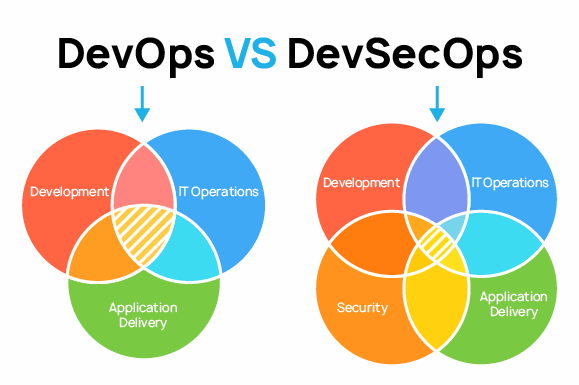 DevOps VS DevSecOps
Development
IT Operations
Application
Delivery
Development
IT Operations
Security
Application
Delivery